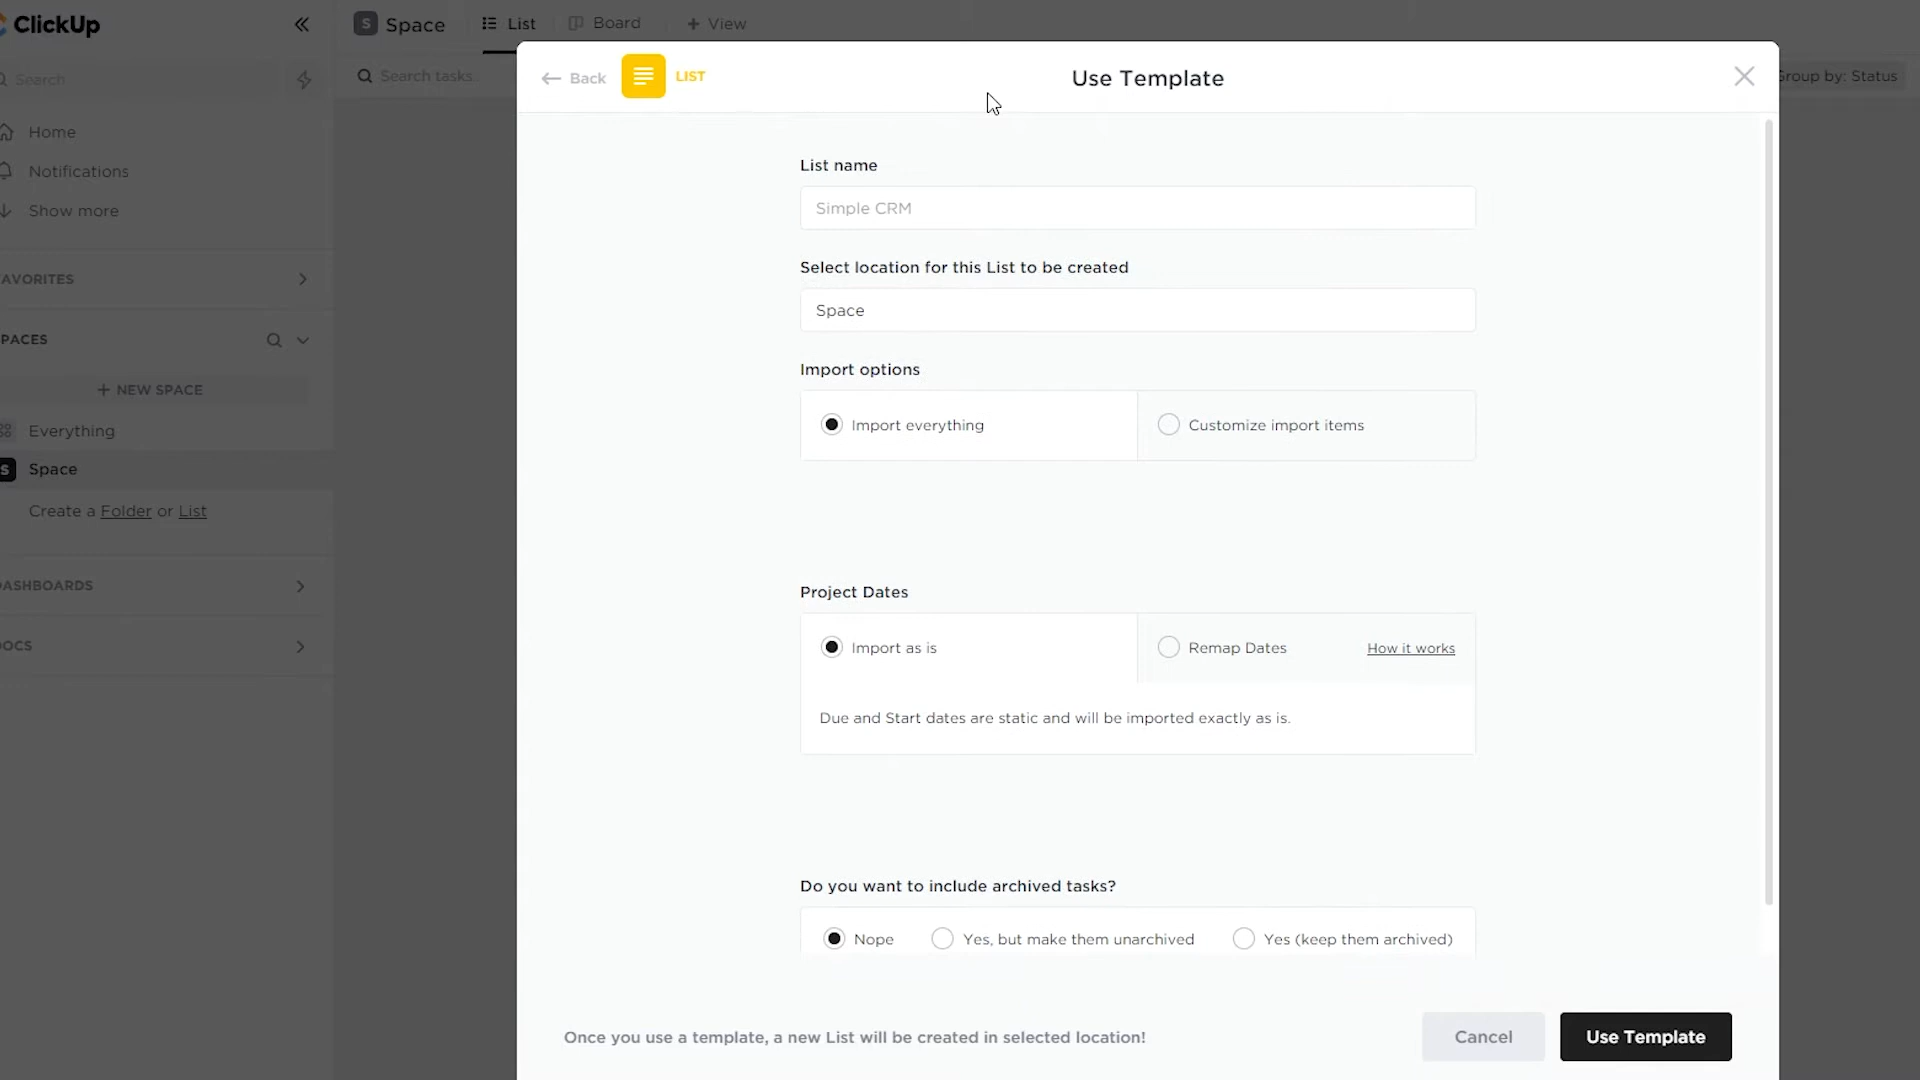 ClickUp
S Space
List
Board
+ View
Search
Search tasks..
Group by: Status
Back
LIST
Use Template
Home
Notifications
Show more
List name
Simple CRM
Select location for this List to be created
Space
FAVORITES
SPACES
Import options
+ NEW SPACE
Import everything
Customize import items
Everything
S Space
Create a Folder or List
DASHBOARDS
Project Dates
DOCS
Import as is
Remap Dates
How it works
Due and Start dates are static and will be imported exactly as is.
Do you want to include archived tasks?
Nope
Yes, but make them unarchived
Yes (keep them archived)
Once you use a template, a new List will be created in selected location!
Cancel
Use Template